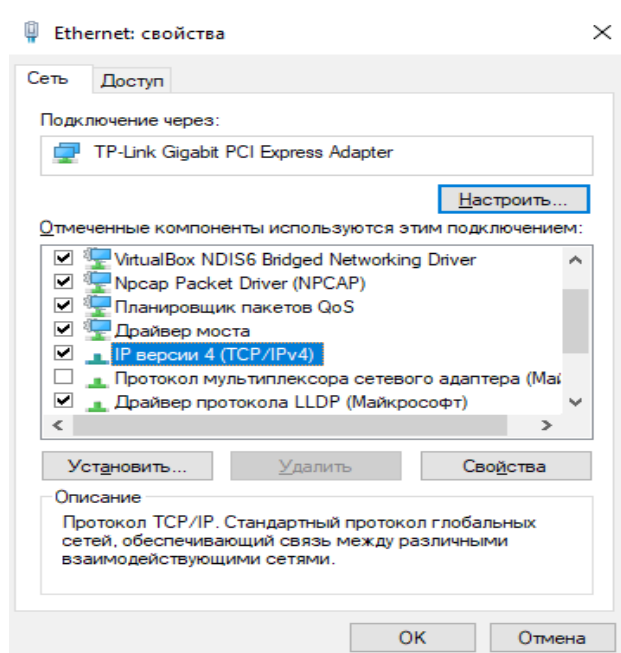 Ethernet: свойства
Сеть
Доступ
Подключение через:
TP-Link Gigabit PCI Express Adapter
Настроить...
Отмеченные компоненты используются этим подключением:
VirtualBox NDIS6 Bridged Networking Driver
Npcap Packet Driver (NPCAP)
Планировщик пакетов QoS
Драйвер моста
IP версии 4 (TCP/IPv4)
Протокол мультиплексора сетевого адаптера (Май
Драйвер протокола LLDP (Майкрософт)
Установить...
Удалить
Свойства
Описание
Протокол TCP/IP. Стандартный протокол глобальных
сетей, обеспечивающий связь между различными
взаимодействующими сетями.
OK
Отмена